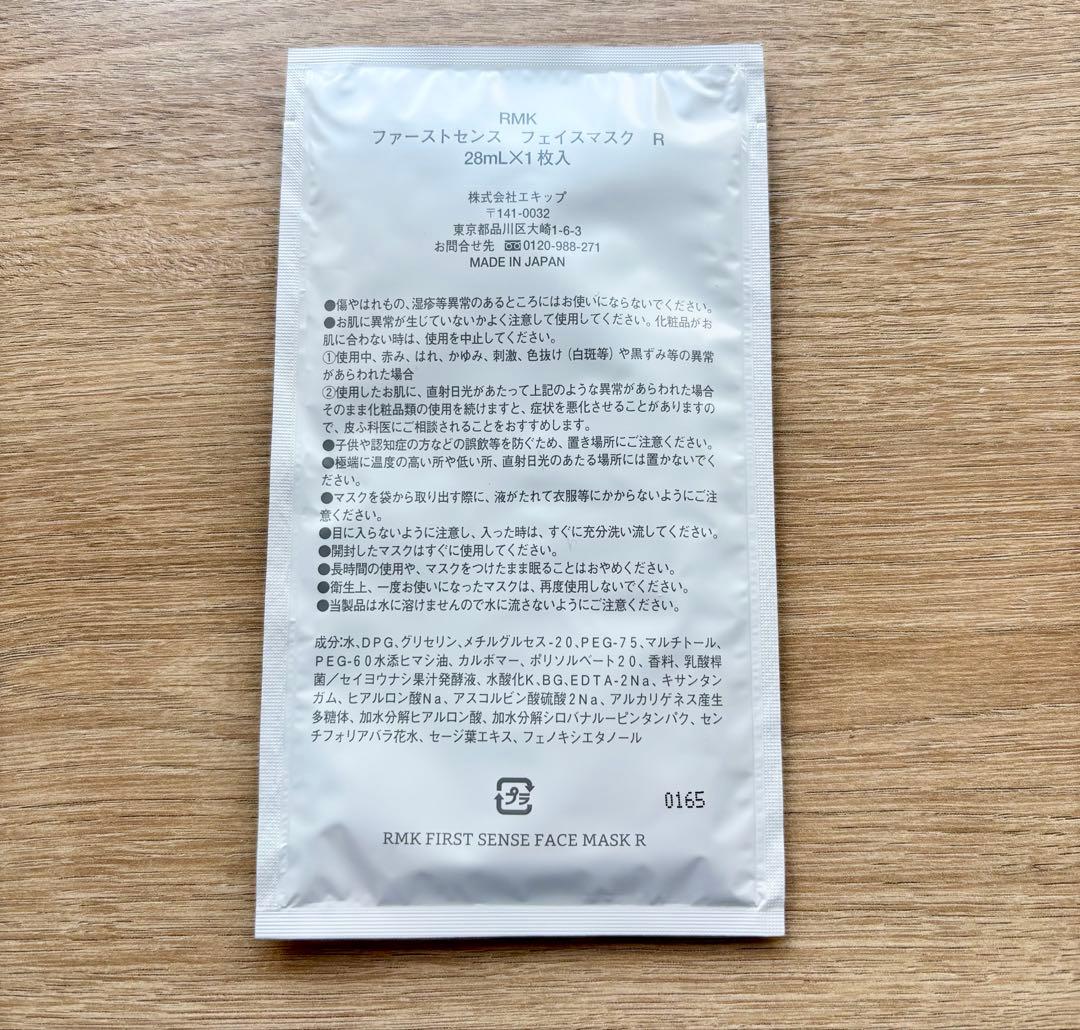 RMK
ファーストセンス　フェイスマスク　R
28mL×1枚入
株式会社エキップ
〒141-0032
東京都品川区大崎1-6-3
お問合せ先 0120-988-271
MADE IN JAPAN
●傷やはれもの、湿疹等異常のあるところにはお使いにならないでください。
●お肌に異常が生じていないかよく注意して使用してください。化粧品がお
肌に合わない時は、使用を中止してください。
①使用中、赤み、はれ、かゆみ、刺激、色抜け（白斑等）や黒ずみ等の異常
があらわれた場合
②使用したお肌に、直射日光があたって上記のような異常があらわれた場合
そのまま化粧品類の使用を続けますと、症状を悪化させることがありますの
で、皮ふ科医にご相談されることをおすすめします。
●子供や認知症の方などの誤飲等を防ぐため、置き場所にご注意ください。
●極端に温度の高い所や低い所、直射日光のあたる場所には置かないでく
ださい。
●マスクを袋から取り出す際に、液がたれて衣服等にかからないようにご注
意ください。
●目に入らないように注意し、入った時は、すぐに充分洗い流してください。
●開封したマスクはすぐに使用してください。
●長時間の使用や、マスクをつけたまま眠ることはおやめください。
●衛生上、一度お使いになったマスクは、再度使用しないでください。
●当製品は水に溶けませんので水に流さないようにご注意ください。
成分:水、DPG、グリセリン、メチルグルセス-20、PEG-75、マルチトール、
PEG-60水添ヒマシ油、カルボマー、ポリソルベート20、香料、乳酸桿
菌／セイヨウナシ果汁発酵液、水酸化K、BG、EDTA-2Na、キサンタン
ガム、ヒアルロン酸Na、アスコルビン酸硫酸2Na、アルカリゲネス産生
多糖体、加水分解ヒアルロン酸、加水分解シロバナルーピンタンパク、セン
チフォリアバラ花水、セージ葉エキス、フェノキシエタノール
プラ
0165
RMK FIRST SENSE FACE MASK R